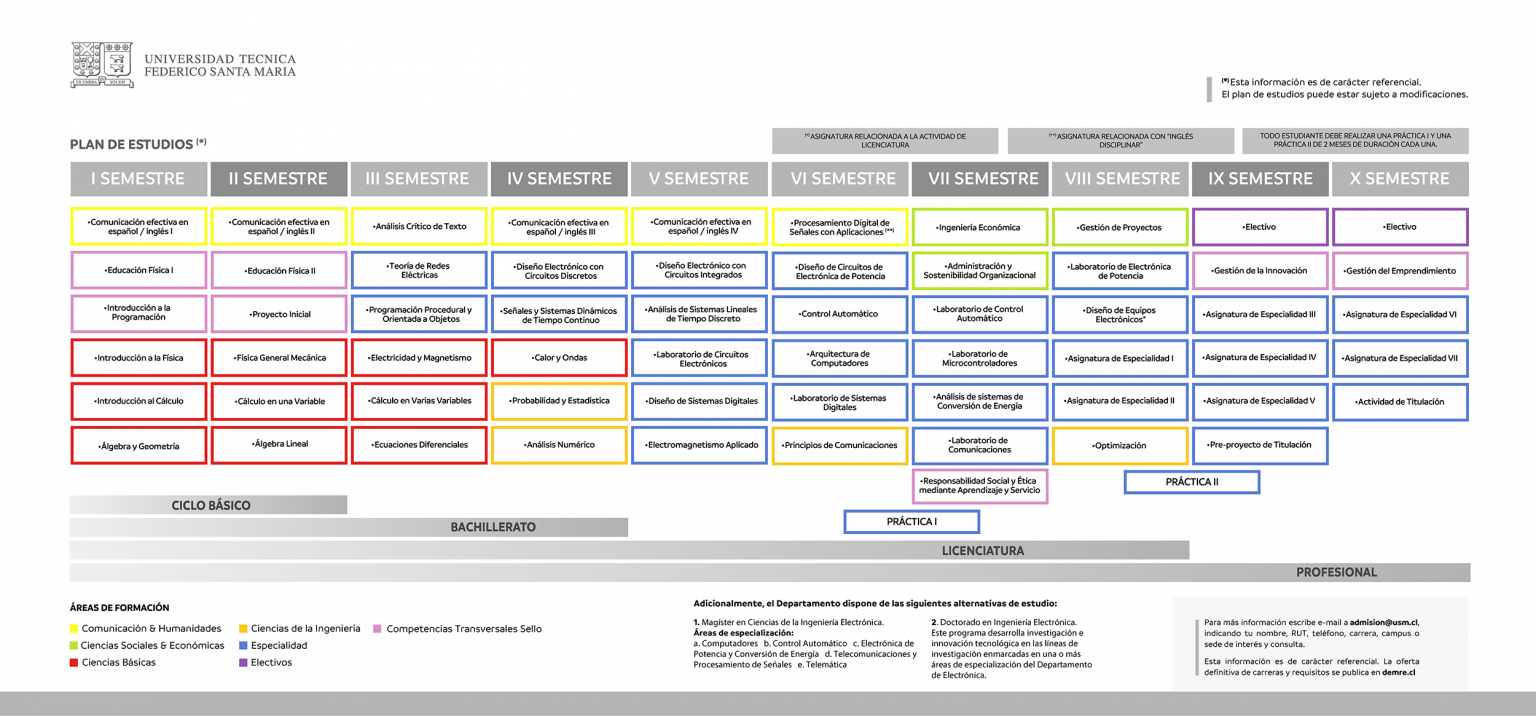 UNIVERSIDAD TECNICA
FEDERICO SANTA MARIA
EX UMBRA
IN
SOLEM
(*)Esta información es de carácter referencial.
El plan de estudios puede estar sujeto a modificaciones.
PLAN DE ESTUDIOS (*)
(*) ASIGNATURA RELACIONADA A LA ACTIVIDAD DE
LICENCIATURA
(**) ASIGNATURA RELACIONADA CON "INGLÉS
DISCIPLINAR"
TODO ESTUDIANTE DEBE REALIZAR UNA PRÁCTICA I Y UNA
PRÁCTICA II DE 2 MESES DE DURACIÓN CADA UNA.
I SEMESTRE
II SEMESTRE
III SEMESTRE
IV SEMESTRE
V SEMESTRE
VI SEMESTRE
VII SEMESTRE
VIII SEMESTRE
IX SEMESTRE
X SEMESTRE
•Comunicación efectiva en
español / inglés I
•Comunicación efectiva en
español / inglés II
•Análisis Crítico de Texto
•Comunicación efectiva en
español / inglés III
•Comunicación efectiva en
español / inglés IV
•Procesamiento Digital de
Señales con Aplicaciones (**)
•Ingeniería Económica
•Gestión de Proyectos
•Electivo
•Electivo
•Educación Física I
•Educación Física II
•Teoría de Redes
Eléctricas
•Diseño Electrónico con
Circuitos Discretos
•Diseño Electrónico con
Circuitos Integrados
•Diseño de Circuitos de
Electrónica de Potencia
•Administración y
Sostenibilidad Organizacional
•Laboratorio de Electrónica
de Potencia
•Gestión de la Innovación
•Gestión del Emprendimiento
•Introducción a la
Programación
•Proyecto Inicial
•Programación Procedural y
Orientada a Objetos
•Señales y Sistemas Dinámicos
de Tiempo Continuo
•Análisis de Sistemas Lineales
de Tiempo Discreto
•Control Automático
•Laboratorio de Control
Automático
•Diseño de Equipos
Electrónicos*
•Asignatura de Especialidad III
•Asignatura de Especialidad VI
•Introducción a la Física
•Física General Mecánica
•Electricidad y Magnetismo
•Calor y Ondas
•Laboratorio de Circuitos
Electrónicos
•Arquitectura de
Computadores
•Laboratorio de
Microcontroladores
•Asignatura de Especialidad I
•Asignatura de Especialidad IV
•Asignatura de Especialidad VII
•Introducción al Cálculo
•Cálculo en una Variable
•Cálculo en Varias Variables
•Probabilidad y Estadística
•Diseño de Sistemas Digitales
•Laboratorio de Sistemas
Digitales
•Análisis de sistemas de
Conversión de Energía
•Asignatura de Especialidad II
•Asignatura de Especialidad V
•Actividad de Titulación
•Álgebra y Geometría
•Álgebra Lineal
•Ecuaciones Diferenciales
•Análisis Numérico
•Electromagnetismo Aplicado
•Principios de Comunicaciones
•Laboratorio de
Comunicaciones
•Optimización
•Pre-proyecto de Titulación
•Responsabilidad Social y Ética
mediante Aprendizaje y Servicio
PRÁCTICA II
CICLO BÁSICO
PRÁCTICA I
BACHILLERATO
LICENCIATURA
PROFESIONAL
ÁREAS DE FORMACIÓN
Comunicación & Humanidades
Ciencias Sociales & Económicas
Ciencias Básicas
Ciencias de la Ingeniería
Especialidad
Electivos
Competencias Transversales Sello
Adicionalmente, el Departamento dispone de las siguientes alternativas de estudio:
1. Magíster en Ciencias de la Ingeniería Electrónica.
Áreas de especialización:
a. Computadores b. Control Automático c. Electrónica de
Potencia y Conversión de Energía d. Telecomunicaciones y
Procesamiento de Señales e. Telemática
2. Doctorado en Ingeniería Electrónica.
Este programa desarrolla investigación e
innovación tecnológica en las líneas de
investigación enmarcadas en una o más
áreas de especialización del Departamento
de Electrónica.
Para más información escribe e-mail a admision@usm.cl,
indicando tu nombre, RUT, teléfono, carrera, campus o
sede de interés y consulta.
Esta información es de carácter referencial. La oferta
definitiva de carreras y requisitos se publica en demre.cl